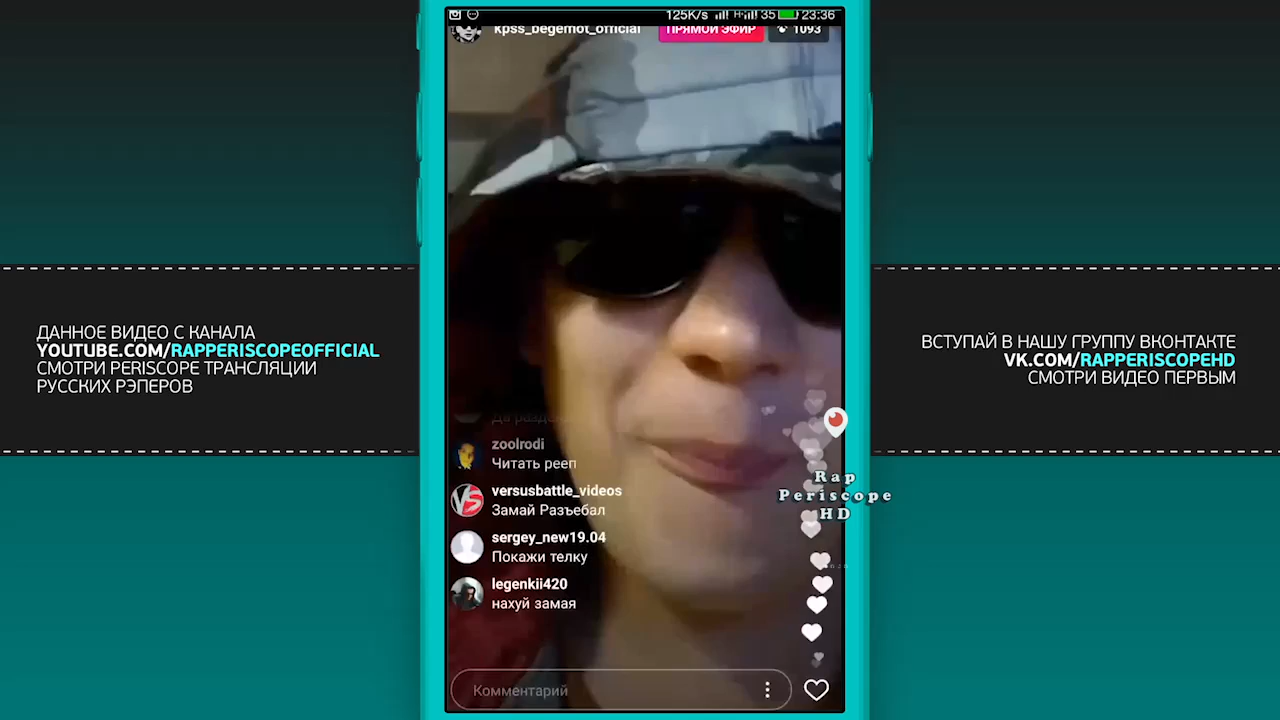 125K/s
35
23:36
kpss_begemot_official
ПРЯМОЙ ЭФИР
1093
ДАННОЕ ВИДЕО С КАНАЛА
YOUTUBE.COM/RAPPERISCOPEOFFICIAL
СМОТРИ PERISCOPE ТРАНСЛЯЦИИ
РУССКИХ РЭПЕРОВ
ВСТУПАЙ В НАШУ ГРУППУ ВКОНТАКТЕ
VK.COM/RAPPERISCOPEHD
СМОТРИ ВИДЕО ПЕРВЫМ
zoolrodi
Читать рееп
versusbattle_videos
Замай Разъебал
sergey_new19.04
Покажи телку
legenkii420
нахуй замая
Rap
Periscope
HD
Комментарий